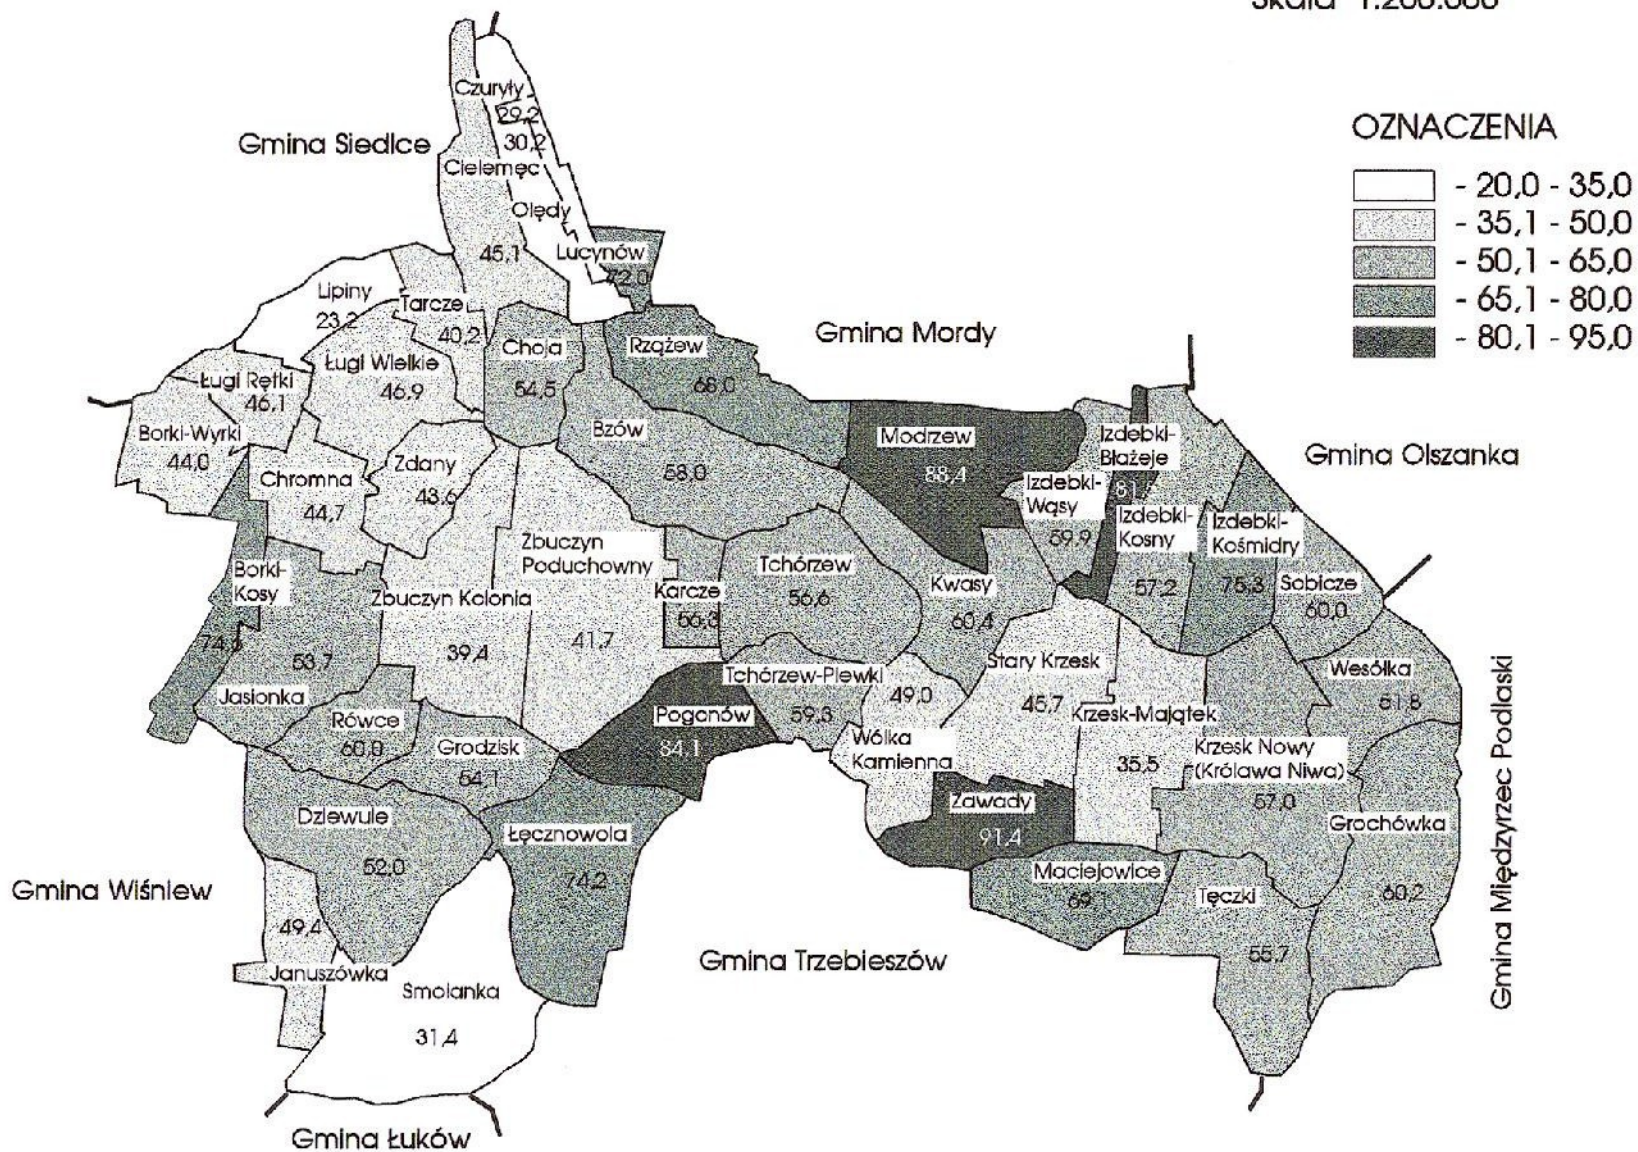 Skala 1:200.000
OZNACZENIA
- 20,0 - 35,0
- 35,1 - 50,0
- 50,1 - 65,0
- 65,1 - 80,0
- 80,1 - 95,0
Gmina Siedlce
Gmina Mordy
Gmina Olszanka
Gmina Międzyrzec Podlaski
Gmina Trzebieszów
Gmina Wiśniew
Gmina Łuków
Czuryły
29,2
30,2
Cielemęc
45,1
Olędy
Lucynów
72,0
Lipiny
23,2
Tarcze
40,2
Choja
54,5
Rzążew
68,0
Ługi Wielkie
46,9
Ługi Rętki
46,1
Borki-Wyrki
44,0
Chromna
44,7
Zdany
43,6
Bzów
58,0
Modrzew
88,4
Izdebki-
Błażeje
81,
Izdebki-
Wąsy
59,9
Izdebki-
Kosny
57,2
Izdebki-
Kośmidry
75,3
Sobicze
60,0
Borki-
Kosy
74,
Zbuczyn Kolonia
39,4
Zbuczyn
Poduchowny
41,7
Karcze
55,3
Tchórzew
56,6
Kwasy
60,4
53,7
Jasionka
Równe
60,0
Grodzisk
54,1
Pogonów
84,1
Tchórzew-Plewki
59,3
49,0
Wólka
Kamienna
Stary Krzesk
45,7
Krzesk-Majątek
35,5
Krzesk Nowy
(Królawa Niwa)
57,0
Wesółka
51,8
Grochówka
60,2
Dziewule
52,0
Łęcznowola
74,2
Zawady
91,4
Maciejowice
69,1
Tęczki
55,7
49,4
Januszówka
Smolanka
31,4